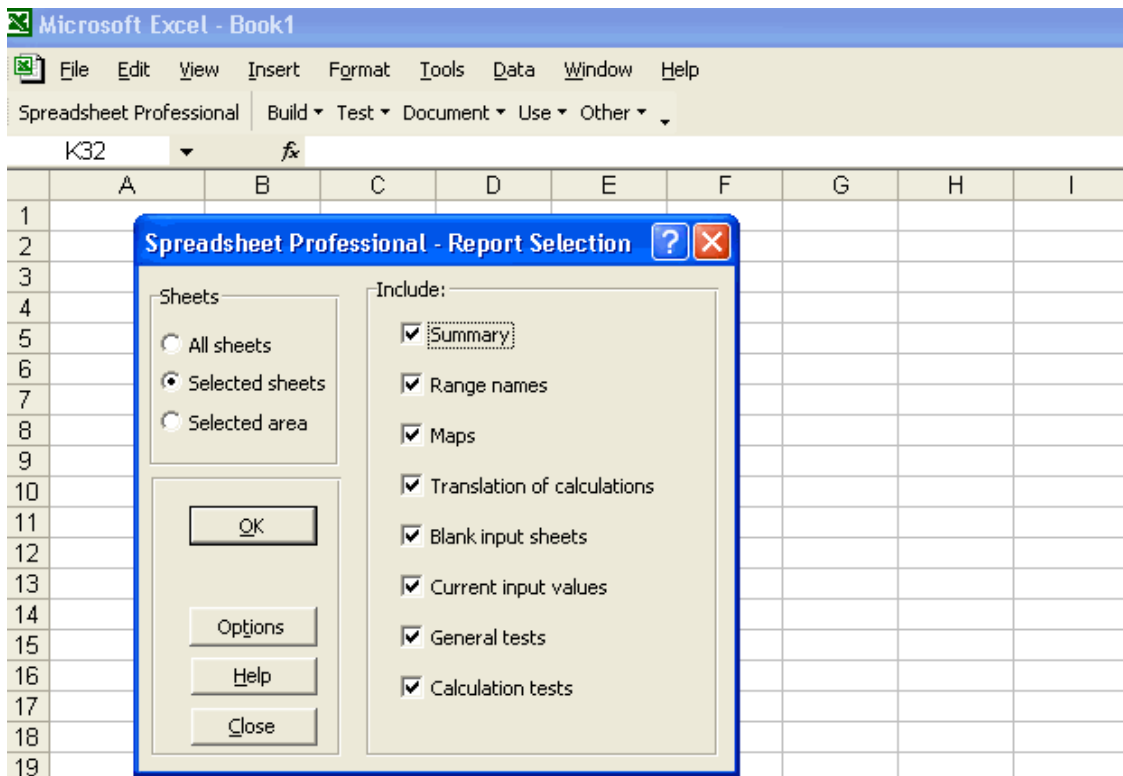 Microsoft Excel - Book1
File Edit View Insert Format Tools Data Window Help
Spreadsheet Professional Build Test Document Use Other
K32 fx
A B C D E F G H I
1
2
3
4
5
6
7
8
9
10
11
12
13
14
15
16
17
18
19
Spreadsheet Professional - Report Selection ?
Sheets
All sheets
Selected sheets
Selected area
OK
Options
Help
Close
Include:
Summary
Range names
Maps
Translation of calculations
Blank input sheets
Current input values
General tests
Calculation tests